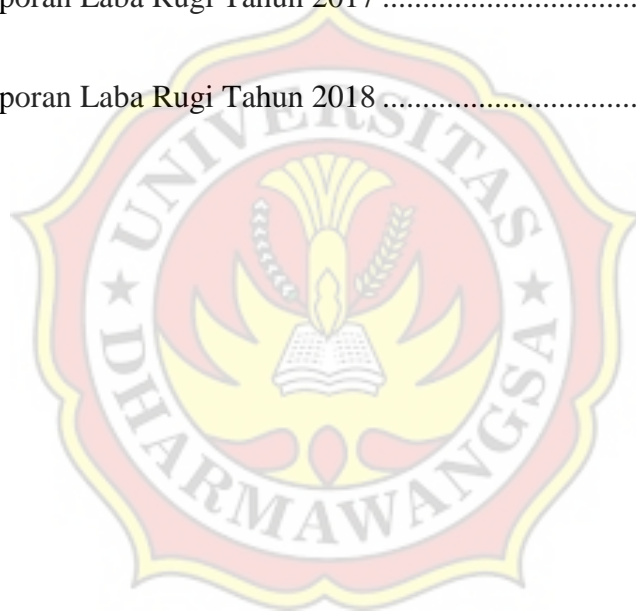 poran Laba Rugi Tahun 2017 ................................
poran Laba Rugi Tahun 2018 ................................
UNIVERSITAS
★ DHARMAWANGSA ★